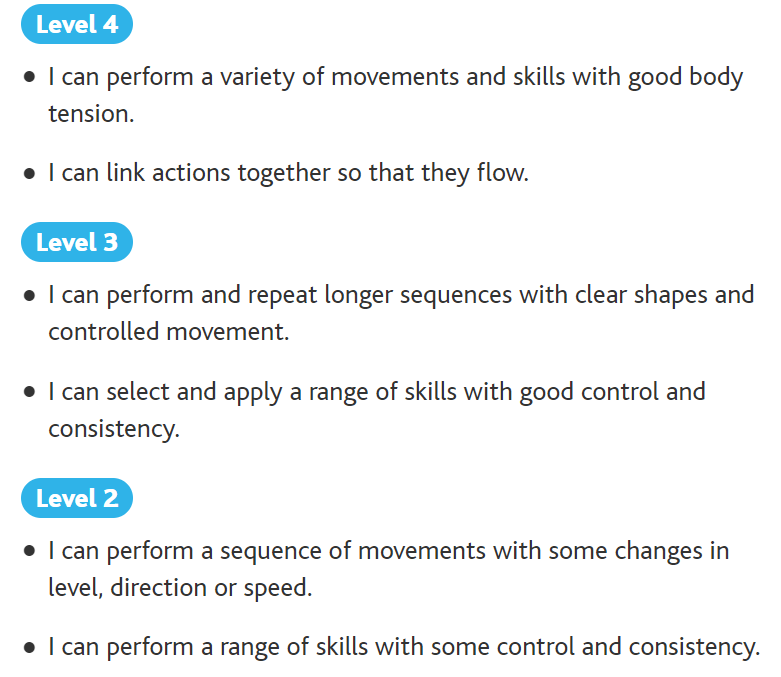 Level 4
● I can perform a variety of movements and skills with good body
tension.
● I can link actions together so that they flow.
Level 3
● I can perform and repeat longer sequences with clear shapes and
controlled movement.
● I can select and apply a range of skills with good control and
consistency.
Level 2
● I can perform a sequence of movements with some changes in
level, direction or speed.
● I can perform a range of skills with some control and consistency.